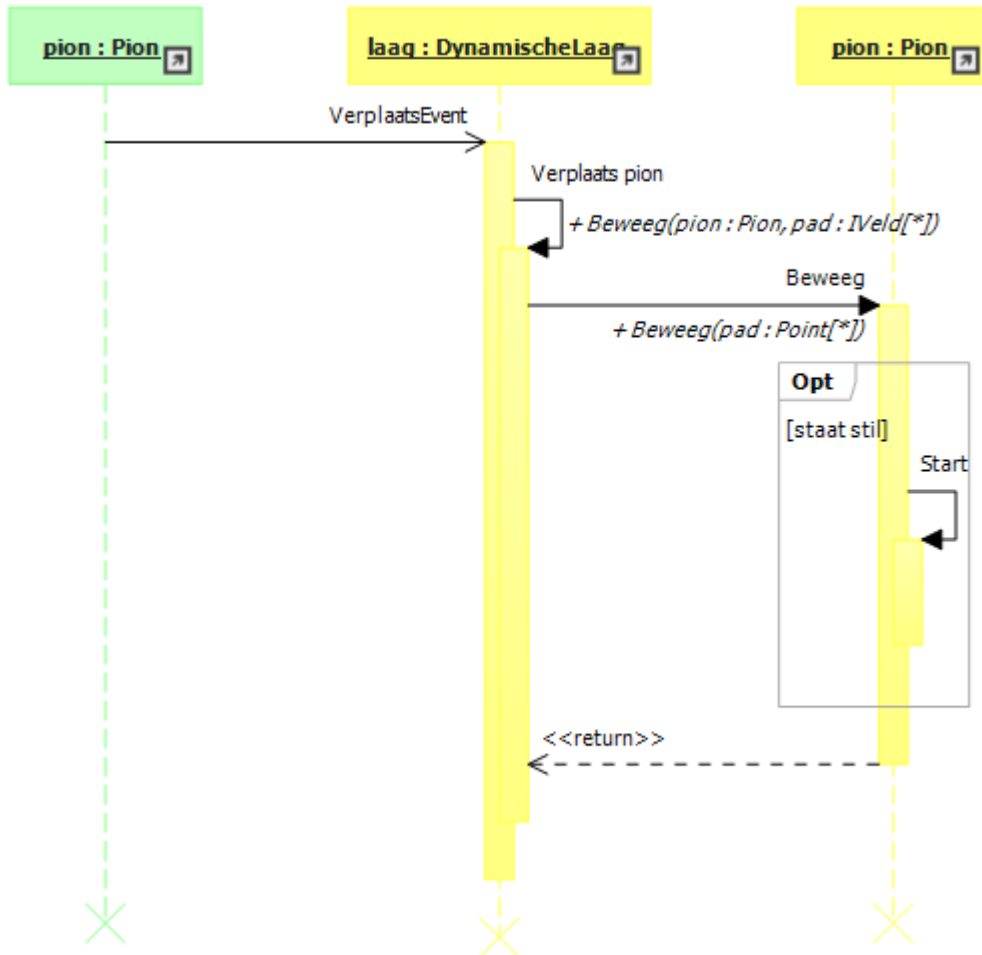 pion : Pion
laag : DynamischeLaag
pion : Pion
VerplaatsEvent
Verplaats pion
+ Beweeg(pion : Pion, pad : IVeld[*])
Beweeg
+ Beweeg(pad : Point[*])
Opt
[staat stil]
Start
<<return>>